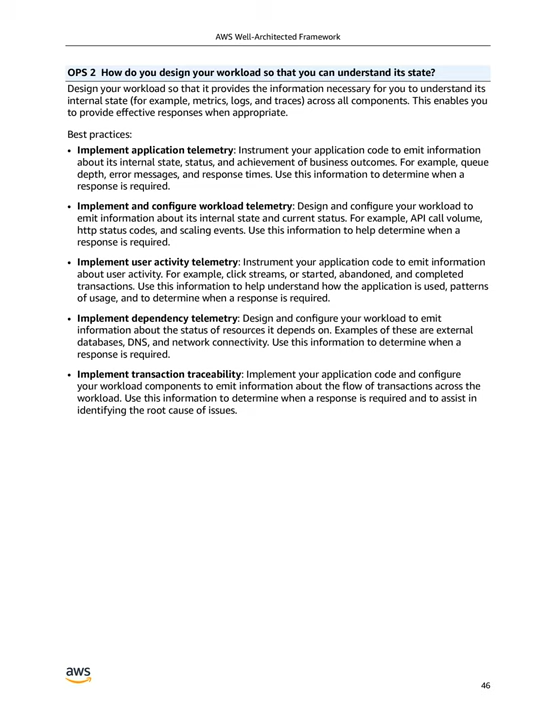 AWS Well-Architected Framework
OPS 2 How do you design your workload so that you can understand its state?
Design your workload so that it provides the information necessary for you to understand its
internal state (for example, metrics, logs, and traces) across all components. This enables you
to provide effective responses when appropriate.
Best practices:
• Implement application telemetry: Instrument your application code to emit information
about its internal state, status, and achievement of business outcomes. For example, queue
depth, error messages, and response times. Use this information to determine when a
response is required.
• Implement and configure workload telemetry: Design and configure your workload to
emit information about its internal state and current status. For example, API call volume,
http status codes, and scaling events. Use this information to help determine when a
response is required.
• Implement user activity telemetry: Instrument your application code to emit information
about user activity. For example, click streams, or started, abandoned, and completed
transactions. Use this information to help understand how the application is used, patterns
of usage, and to determine when a response is required.
• Implement dependency telemetry: Design and configure your workload to emit
information about the status of resources it depends on. Examples of these are external
databases, DNS, and network connectivity. Use this information to determine when a
response is required.
• Implement transaction traceability: Implement your application code and configure
your workload components to emit information about the flow of transactions across the
workload. Use this information to determine when a response is required and to assist in
identifying the root cause of issues.
aws
46